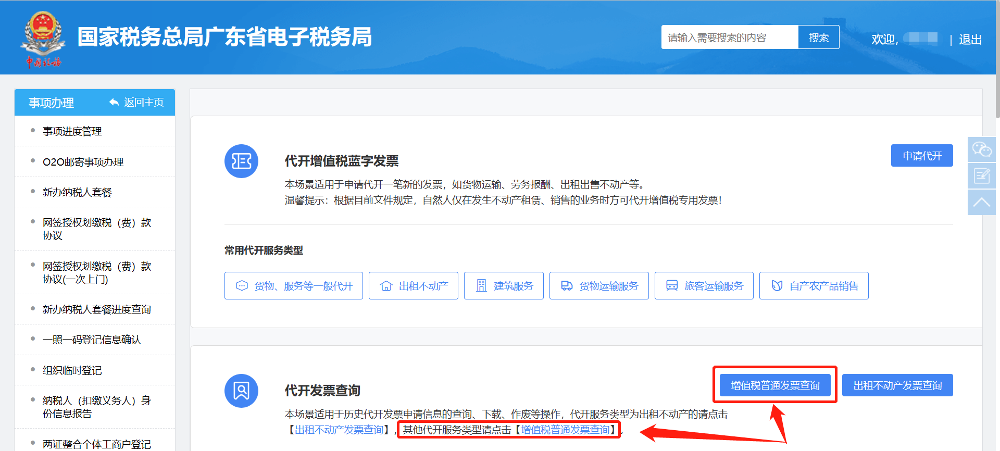 国家税务总局广东省电子税务局
中国税务
请输入需要搜索的内容
搜索
欢迎,
|
退出
事项办理
返回主页
事项进度管理
O2O邮寄事项办理
新办纳税人套餐
网签授权划缴税（费）款
协议
网签授权划缴税（费）款
协议(一次上门)
新办纳税人套餐进度查询
一照一码登记信息确认
组织临时登记
纳税人（扣缴义务人）身
份信息报告
两证整合个体工商户登记
代开增值税蓝字发票
申请代开
本场景适用于申请代开一笔新的发票，如货物运输、劳务报酬、出租出售不动产等。
温馨提示：根据目前文件规定，自然人仅在发生不动产租赁、销售的业务时方可代开增值税专用发票！
常用代开服务类型
货物、服务等一般代开
出租不动产
建筑服务
货物运输服务
旅客运输服务
自产农产品销售
代开发票查询
增值税普通发票查询
出租不动产发票查询
本场景适用于历史代开发票申请信息的查询、下载、作废等操作，代开服务类型为出租不动产的请点击
【出租不动产发票查询】，其他代开服务类型请点击【增值税普通发票查询】。